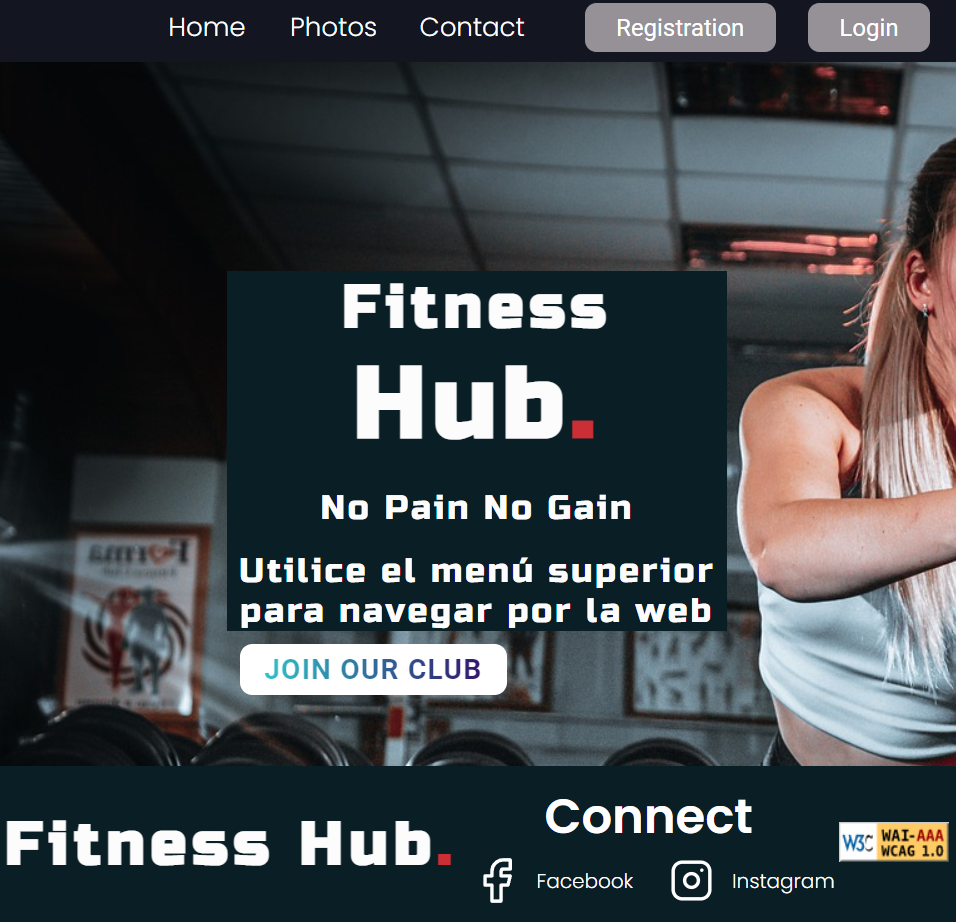 Home Photos Contact Registration Login
Fitness
Hub.
No Pain No Gain
Utilice el menú superior
para navegar por la web
JOIN OUR CLUB
Fitness Hub.
Connect
Facebook Instagram
W3C WAI-AAA
WCAG 1.0